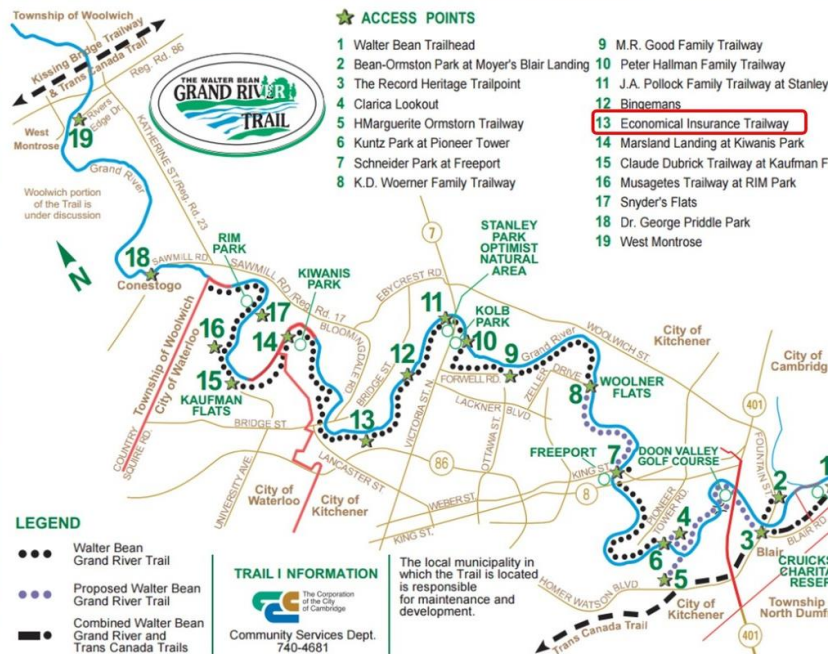 Township of Woolwich
Kissing Bridge Trailway
& Trans Canada Trail
Reg. Rd. 86
Rivers
Edge Dr.
West
Montrose
19
THE WALTER BEAN
GRAND RIVER
TRAIL
ACCESS POINTS
1 Walter Bean Trailhead
2 Bean-Ormston Park at Moyer's Blair Landing
3 The Record Heritage Trailpoint
4 Clarica Lookout
5 HMarguerite Ormstorn Trailway
6 Kuntz Park at Pioneer Tower
7 Schneider Park at Freeport
8 K.D. Woerner Family Trailway
9 M.R. Good Family Trailway
10 Peter Hallman Family Trailway
11 J.A. Pollock Family Trailway at Stanley
12 Bingemans
13 Economical Insurance Trailway
14 Marsland Landing at Kiwanis Park
15 Claude Dubrick Trailway at Kaufman F
16 Musagetes Trailway at RIM Park
17 Snyder's Flats
18 Dr. George Priddle Park
19 West Montrose
KATHERINE ST./Reg. Rd. 23
Grand River
Woolwich portion
of the Trail is
under discussion
N
18
SAWMILL RD.
Conestogo
RIM
PARK
SAWMILL RD/Reg. Rd. 17
KIWANIS
PARK
17
16
14
15
KAUFMAN
FLATS
Township of Woolwich
City of Waterloo
COUNTRY
SQUIRE RD.
BRIDGE ST.
UNIVERSITY AVE.
City of
Waterloo
City of
Kitchener
LANCASTER ST.
BLOOMINGDALE RD
BRIDGE ST.
13
12
EBYCREST RD
7
STANLEY
PARK
OPTIMIST
NATURAL
AREA
11
KOLB
PARK
10
9
Grand River
WOOLWICH ST.
VICTORIA ST. N.
FORWELL RD.
ZELLER
DRIVE
LACKNER BLVD
OTTAWA ST.
86
WEBER ST.
KING ST.
8
WOOLNER
FLATS
FREEPORT
7
KING ST.
8
DOON VALLEY
GOLF COURSE
PIONEER
TOWER RD.
4
6
5
City of
Kitchener
City of
Cambridg
401
FOUNTAIN ST.
2
1
3
Blair
BLAIR RD.
CRUICKS
CHARITA
RESER
HOMER WATSON BLVD
Trans Canada Trail
City of
Kitchener
Township
North Dumf
401
LEGEND
Walter Bean
Grand River Trail
Proposed Walter Bean
Grand River Trail
Combined Walter Bean
Grand River and
Trans Canada Trails
TRAIL I NFORMATION
The Corporation
of the City
of Cambridge
Community Services Dept.
740-4681
The local municipality in
which the Trail is located
is responsible
for maintenance and
development.